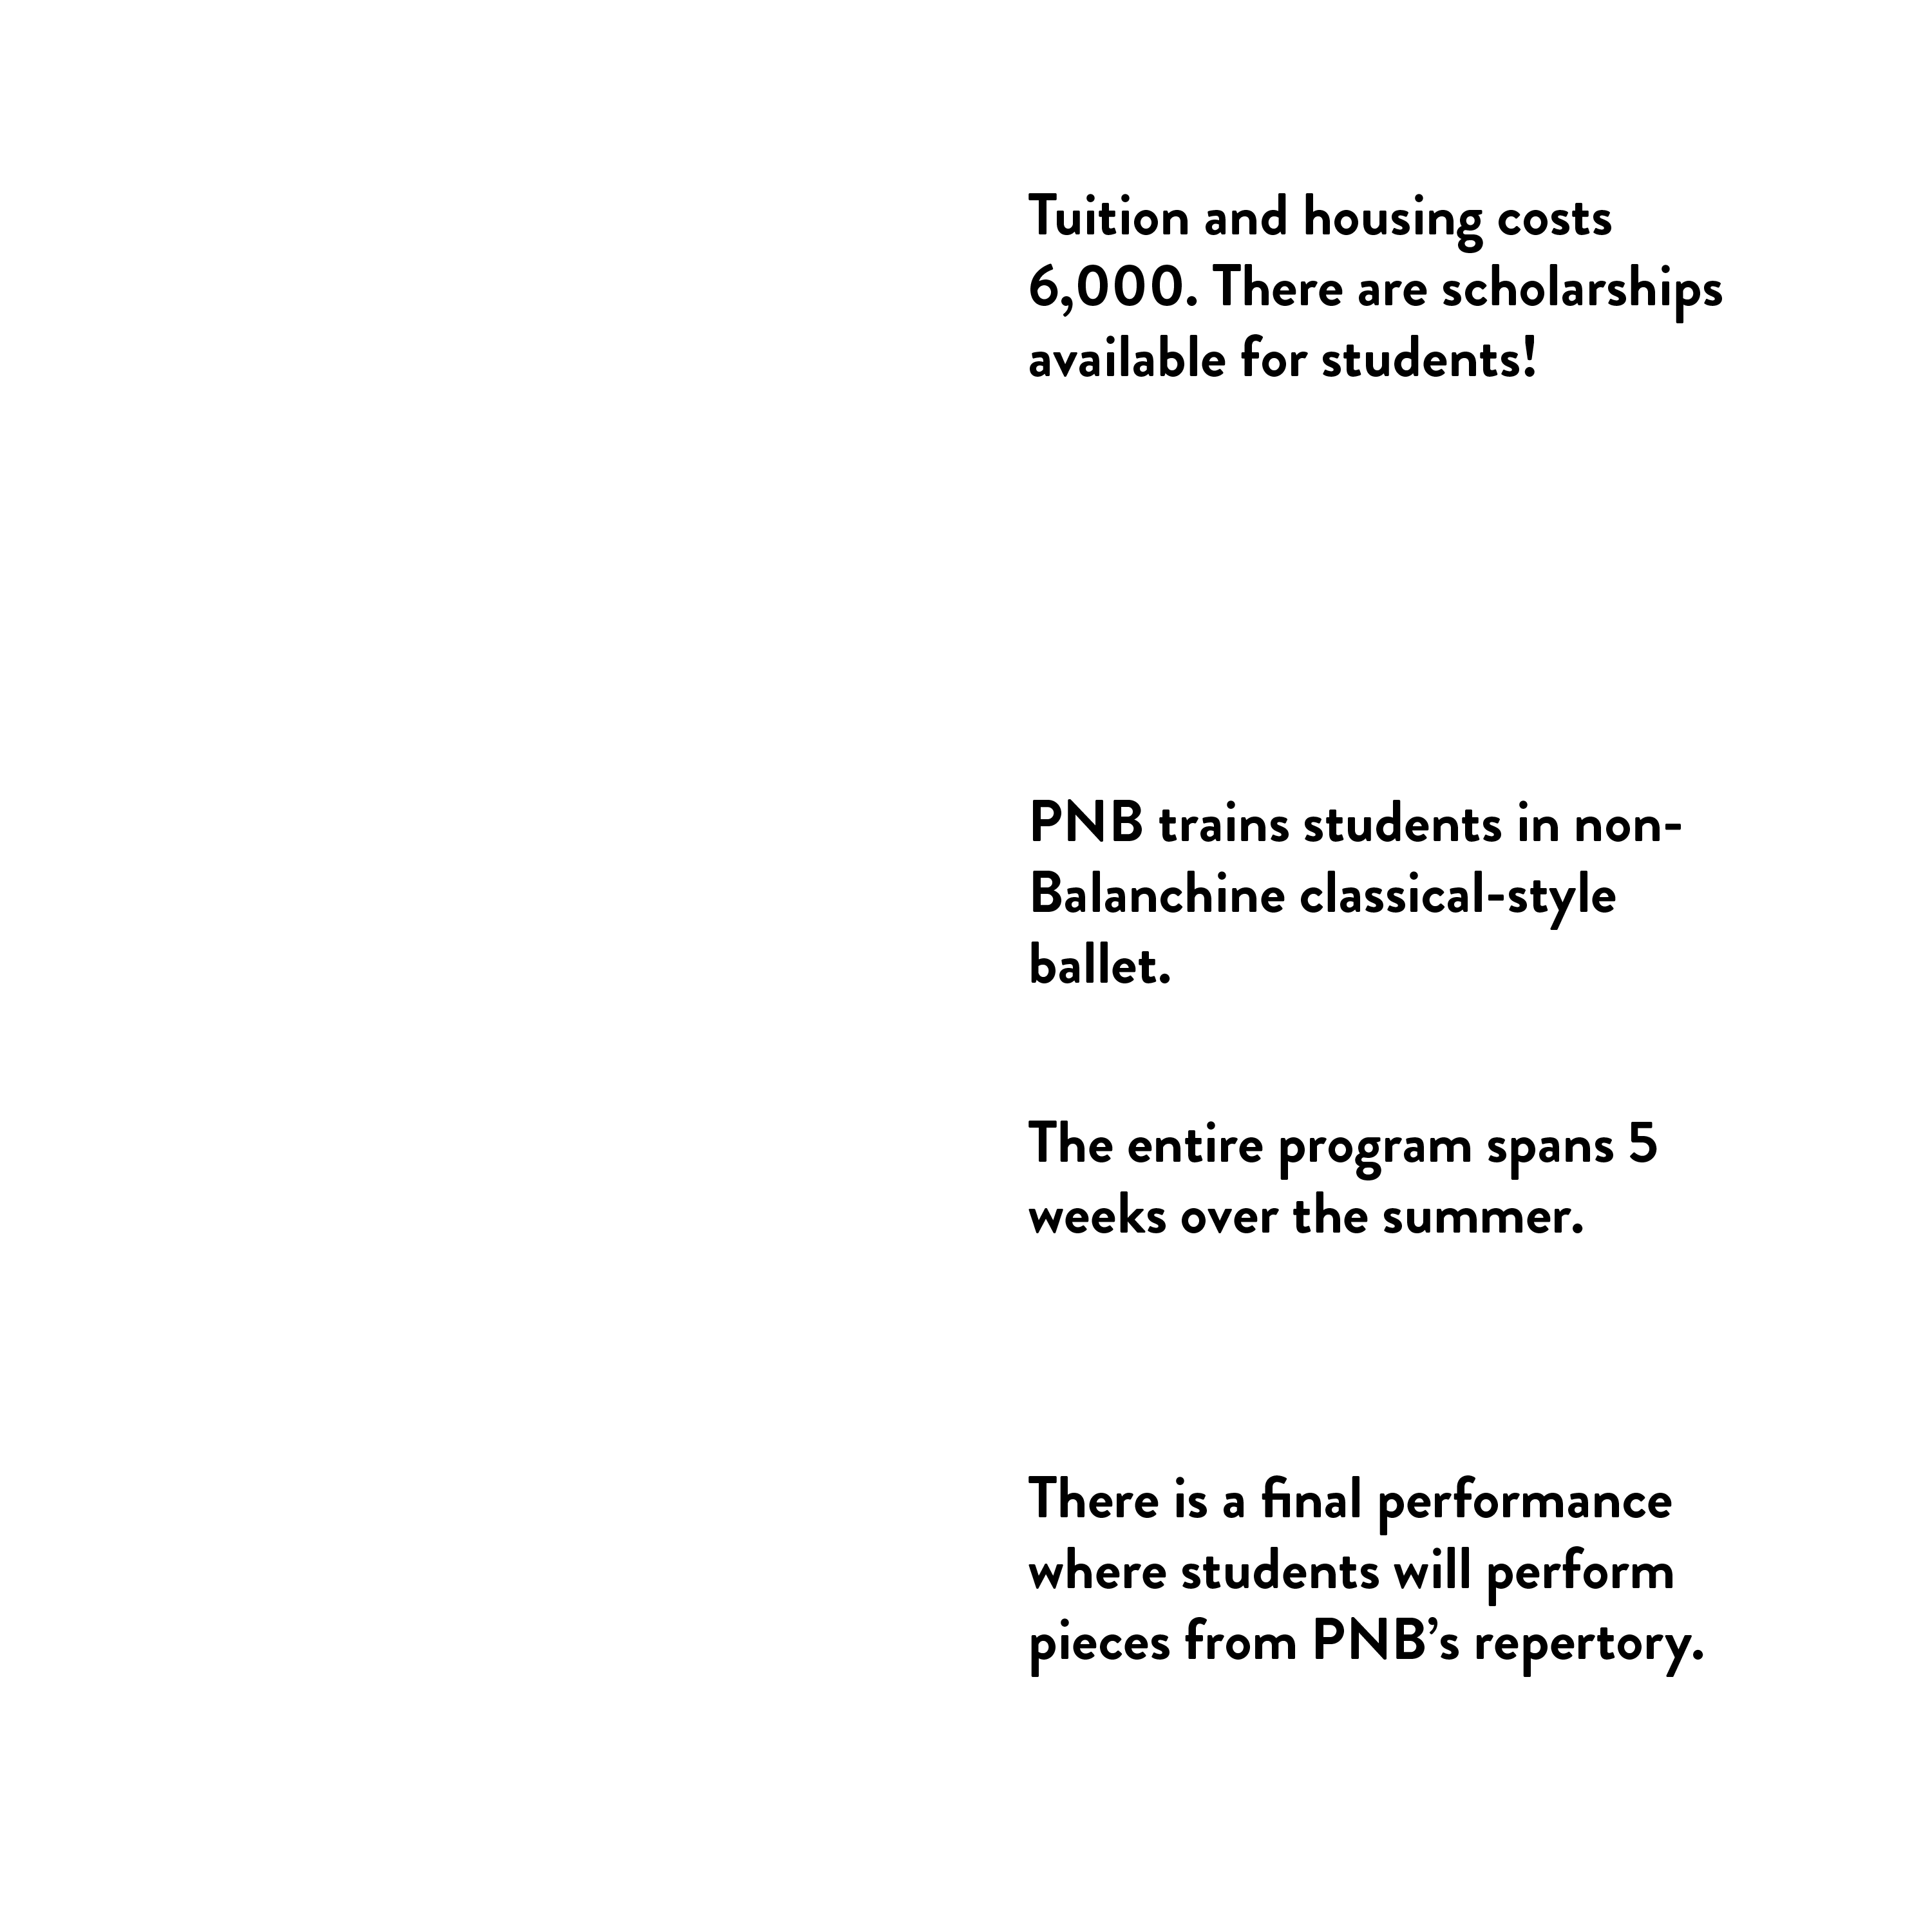 Tuition and housing costs
6,000. There are scholarships
available for students!
PNB trains students in non-
Balanchine classical-style
ballet.
The entire program spans 5
weeks over the summer.
There is a final performance
where students will perform
pieces from PNB’s repertory.